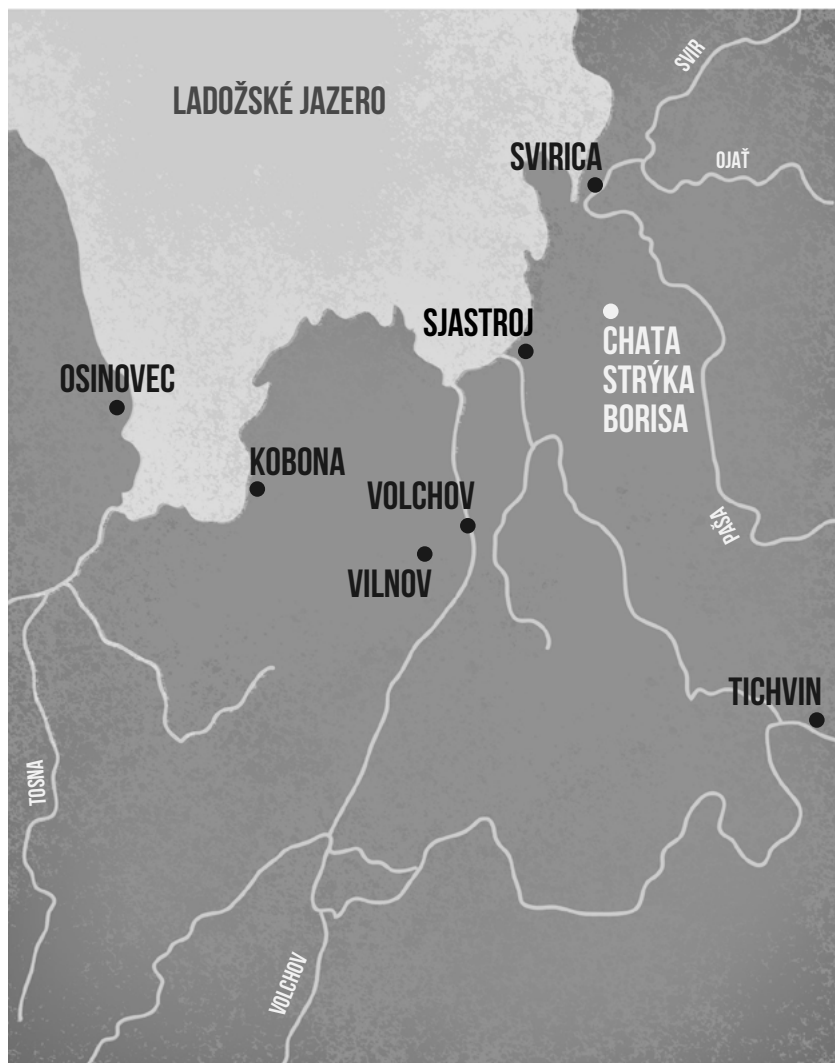 LADOŽSKÉ JAZERO
SVIR
SVIRICA
OJAŤ
SJASTROJ
CHATA
STRÝKA
BORISA
OSINOVEC
KOBONA
VOLCHOV
PAŠA
VILNOV
TICHVIN
TOSNA
VOLCHOV